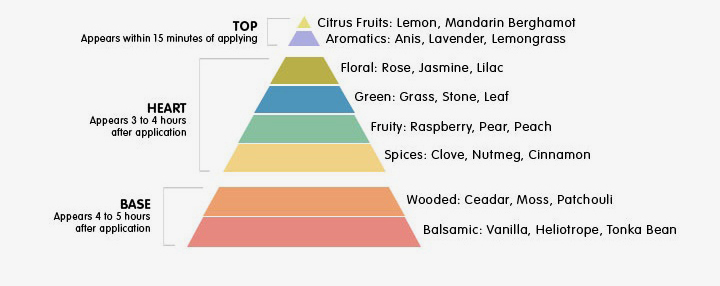 TOP
Appears within 15 minutes of applying
Citrus Fruits: Lemon, Mandarin Berghamot
Aromatics: Anis, Lavender, Lemongrass
HEART
Appears 3 to 4 hours
after application
Floral: Rose, Jasmine, Lilac
Green: Grass, Stone, Leaf
Fruity: Raspberry, Pear, Peach
Spices: Clove, Nutmeg, Cinnamon
BASE
Appears 4 to 5 hours
after application
Wooded: Ceadar, Moss, Patchouli
Balsamic: Vanilla, Heliotrope, Tonka Bean